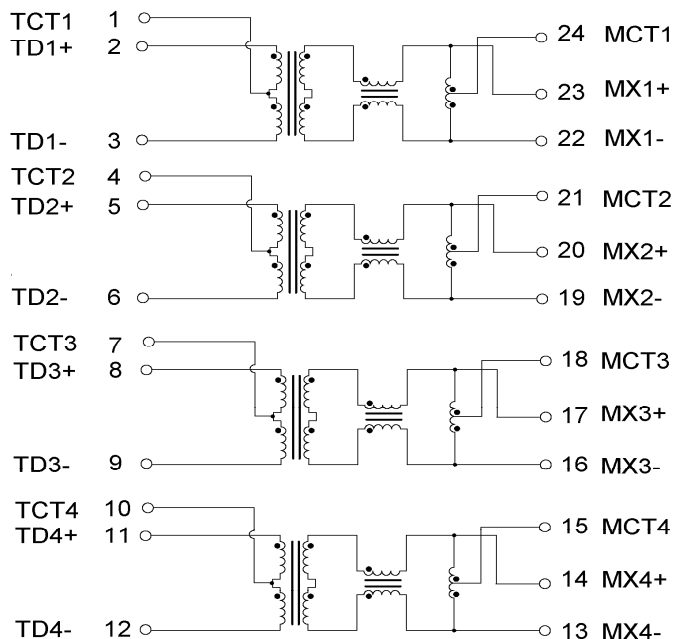 TCT1 1 24 MCT1
TD1+ 2
23 MX1+
TD1- 3 22 MX1-
TCT2 4
21 MCT2
TD2+ 5
20 MX2+
TD2- 6 19 MX2-
TCT3 7
18 MCT3
TD3+ 8
17 MX3+
TD3- 9 16 MX3-
TCT4 10
15 MCT4
TD4+ 11
14 MX4+
TD4- 12 13 MX4-